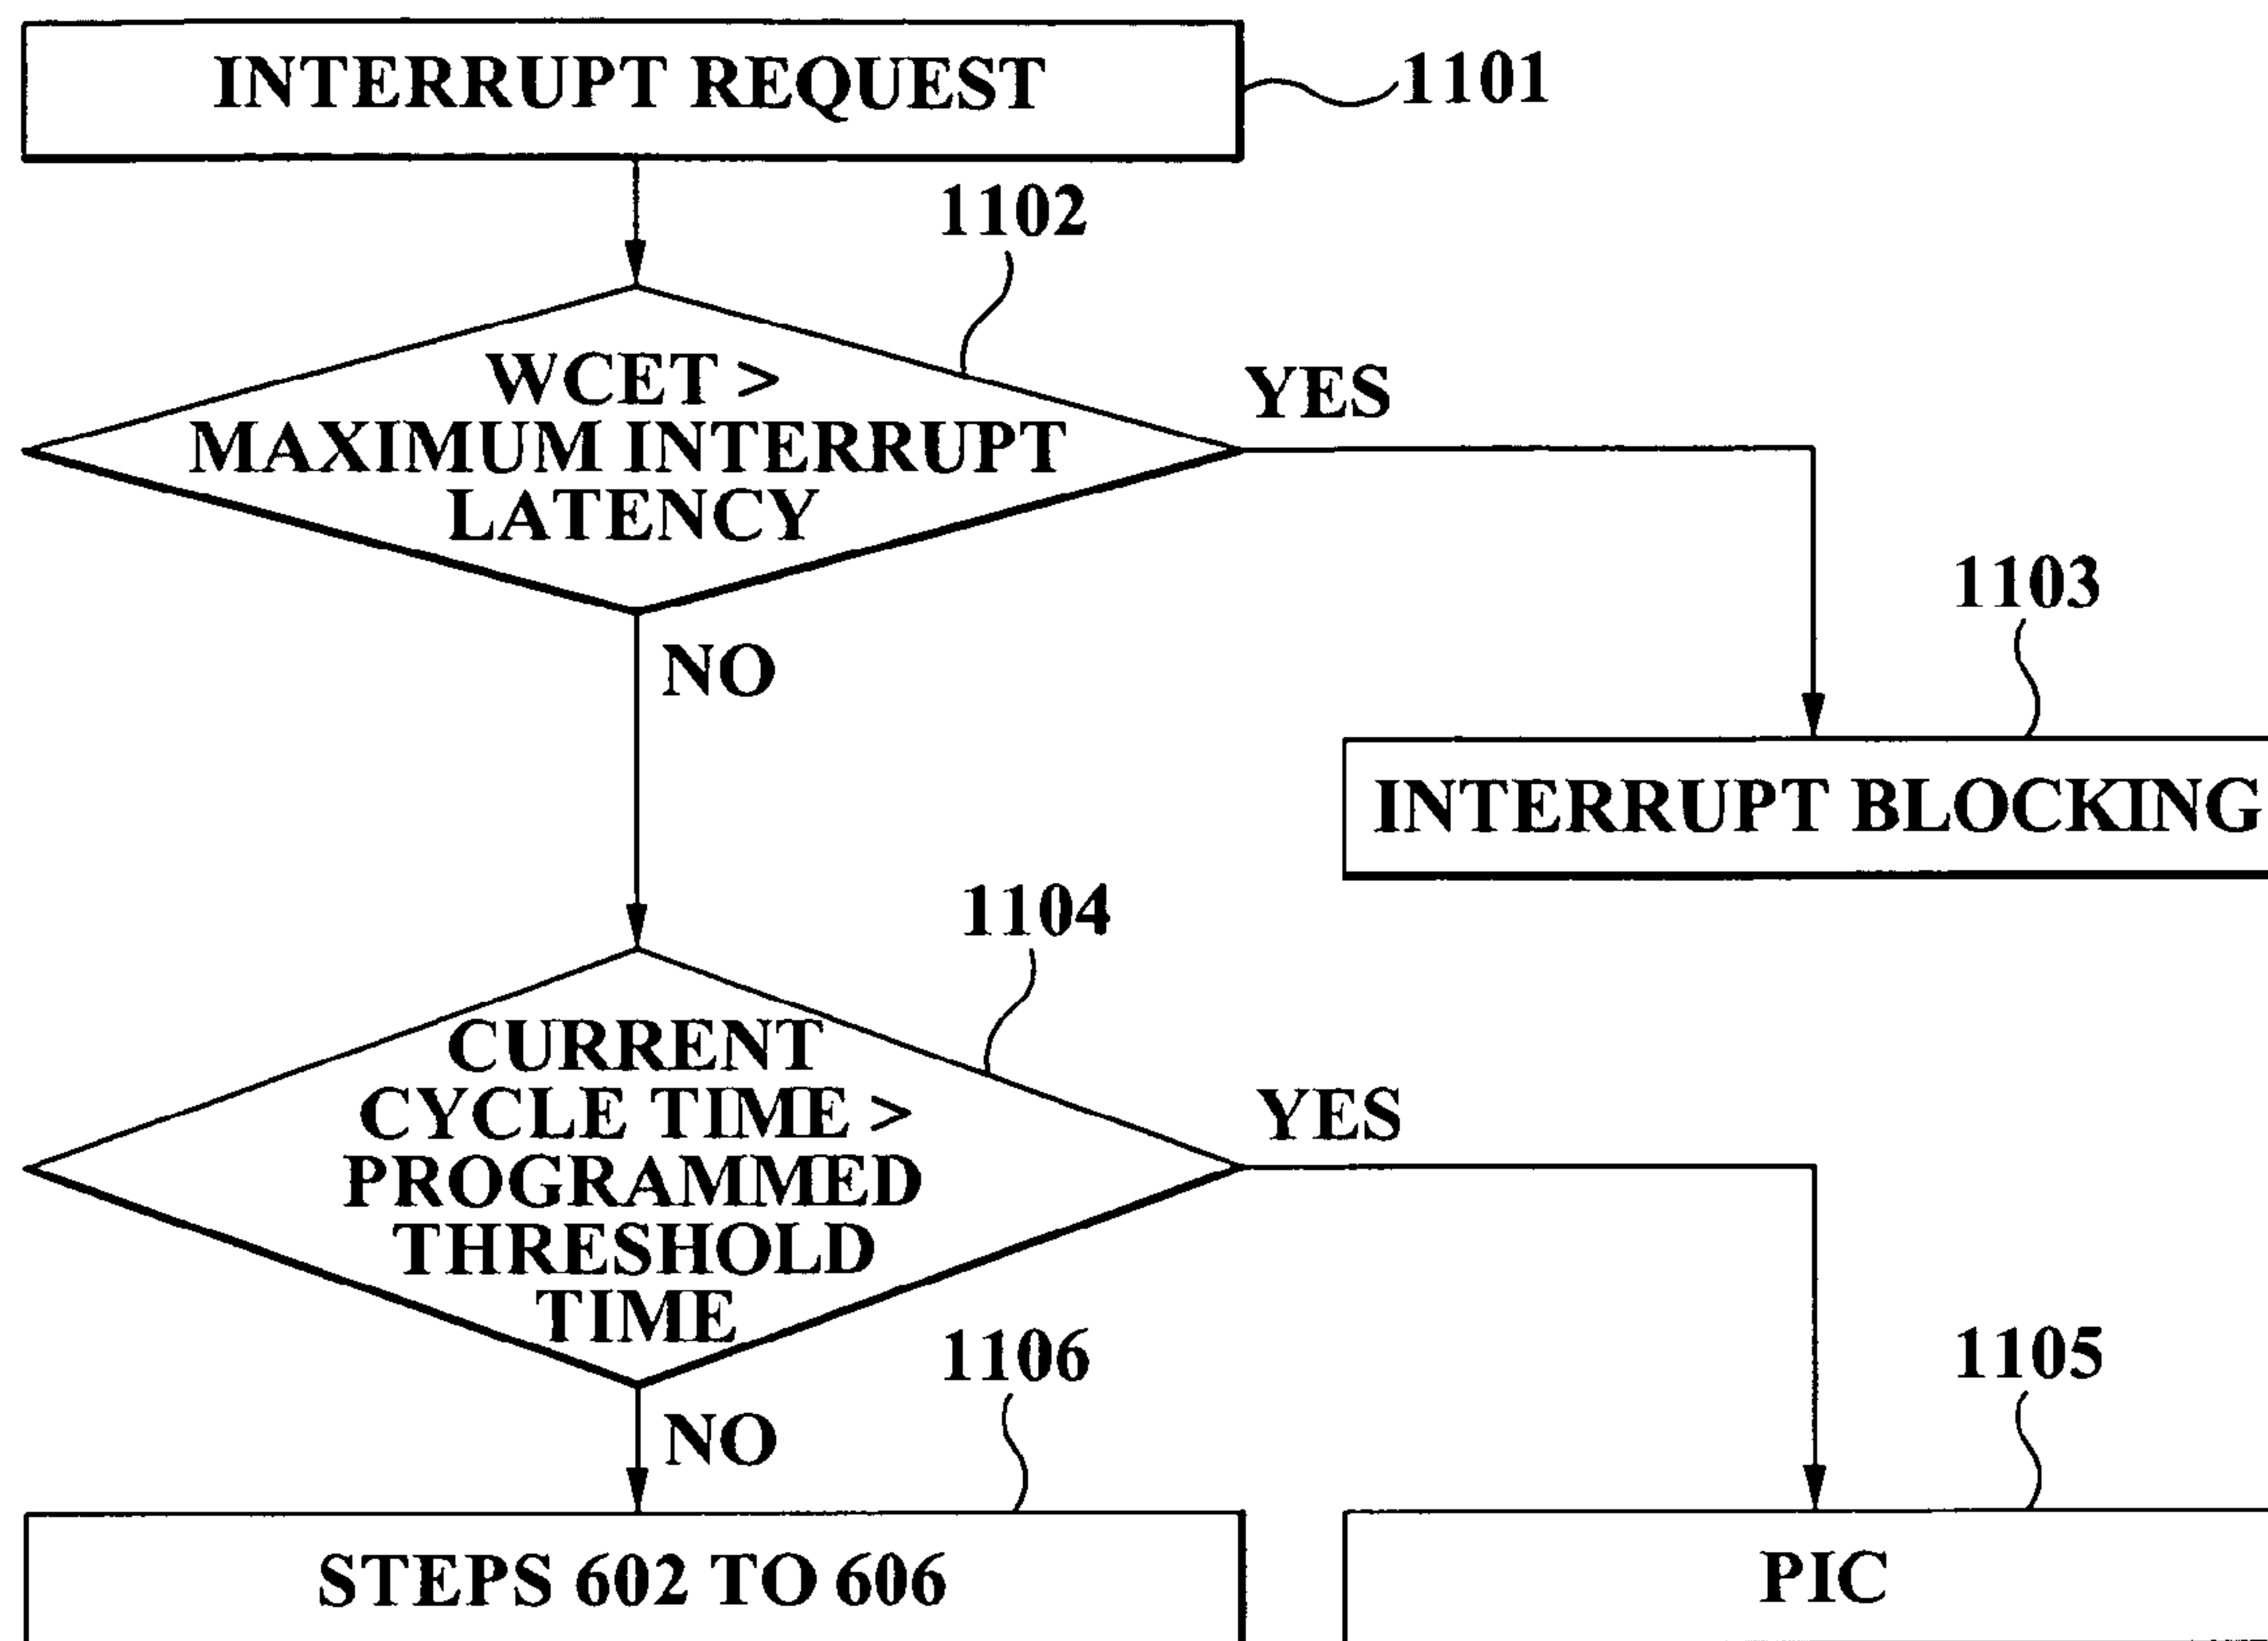 INTERRUPT REQUEST
1101
1102
WCET >
MAXIMUM INTERRUPT
LATENCY
YES
NO
1103
INTERRUPT BLOCKING
1104
CURRENT
CYCLE TIME >
PROGRAMMED
THRESHOLD
TIME
YES
NO
1106
STEPS 602 TO 606
1105
PIC